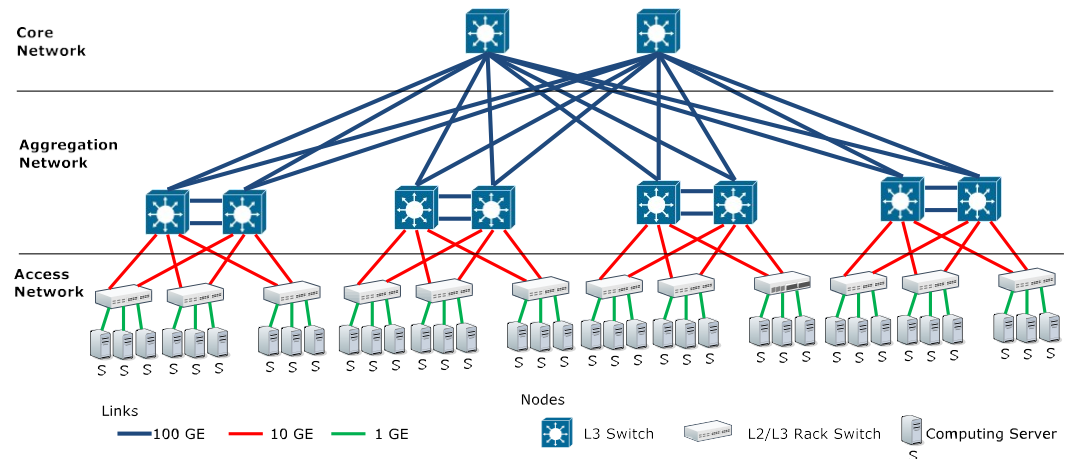 Core
Network
Aggregation
Network
Access
Network
S S S S S S S S S S S S S S S S S S S S S S S S S S S S S S S S S S S S
Links
100 GE
10 GE
1 GE
Nodes
L3 Switch
L2/L3 Rack Switch
Computing Server
S